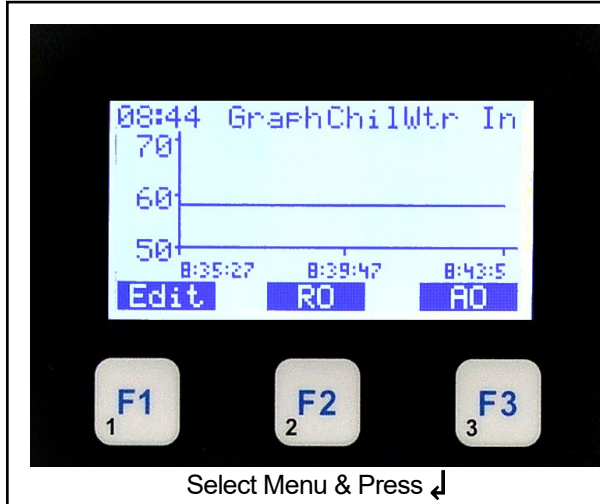 08:44 GraphChilWtr In
70
60
50
8:35:27 8:39:47 8:43:5
Edit RO AO
F1 F2 F3
1 2 3
Select Menu & Press ↲